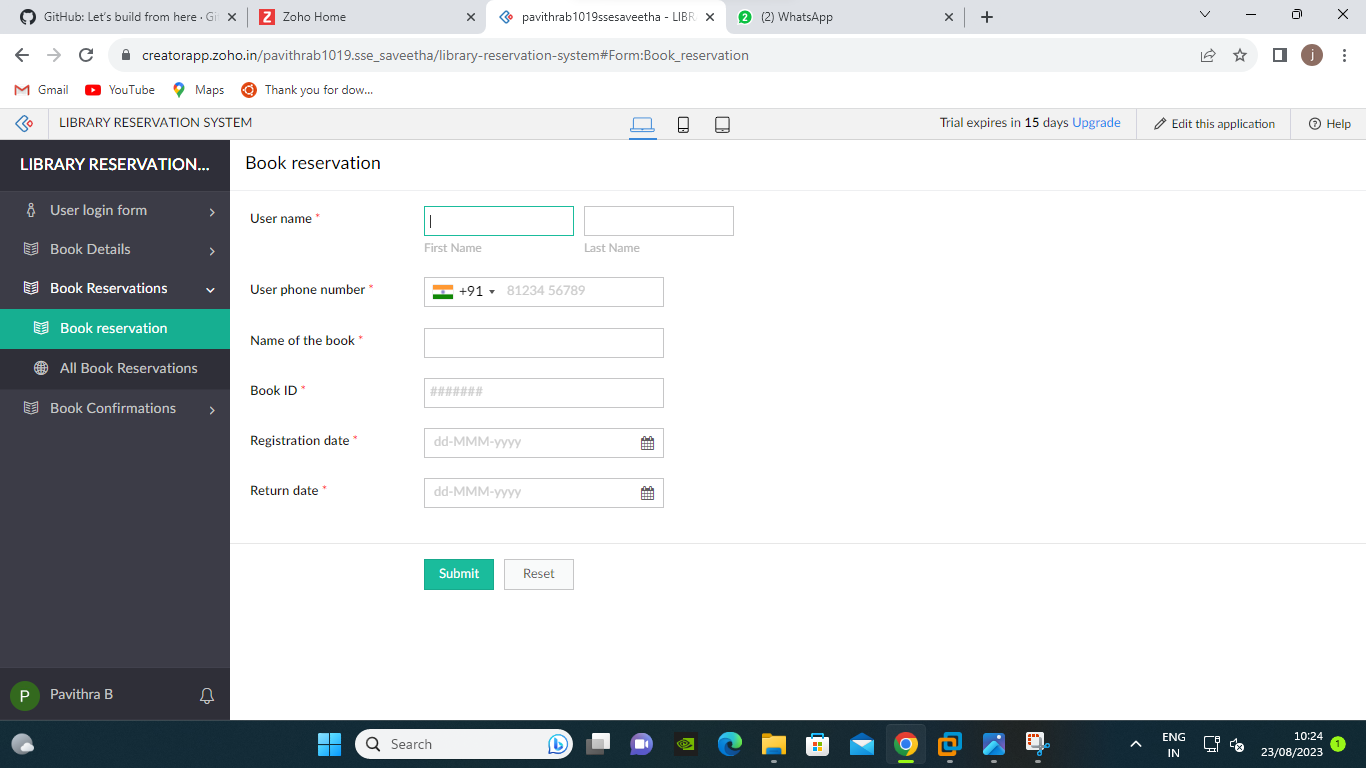 GitHub: Let's build from here · Gi
Zoho Home
pavithrab1019ssesaveetha - LIBR
(2) WhatsApp
creatorapp.zoho.in/pavithrab1019.sse_saveetha/library-reservation-system#Form:Book_reservation
j
Gmail
YouTube
Maps
Thank you for dow...
LIBRARY RESERVATION SYSTEM
Trial expires in 15 days Upgrade
Edit this application
Help
LIBRARY RESERVATION...
User login form
Book Details
Book Reservations
Book reservation
All Book Reservations
Book Confirmations
Pavithra B
P
Book reservation
User name *
First Name
Last Name
User phone number *
+91
81234 56789
Name of the book *
Book ID *
#######
Registration date *
dd-MMM-yyyy
Return date *
dd-MMM-yyyy
Submit
Reset
Search
ENG
IN
10:24
23/08/2023
1